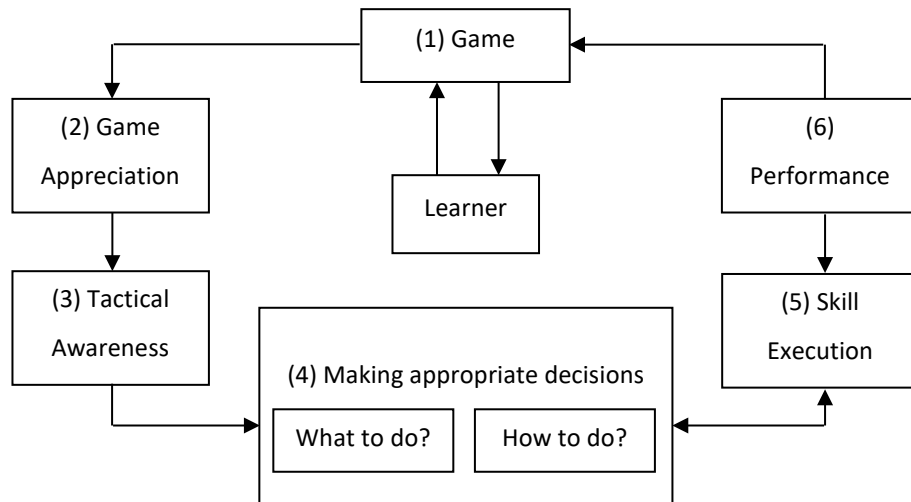 (1) Game
(2) Game
Appreciation
(6)
Performance
Learner
(3) Tactical
Awareness
(4) Making appropriate decisions
What to do?
How to do?
(5) Skill
Execution